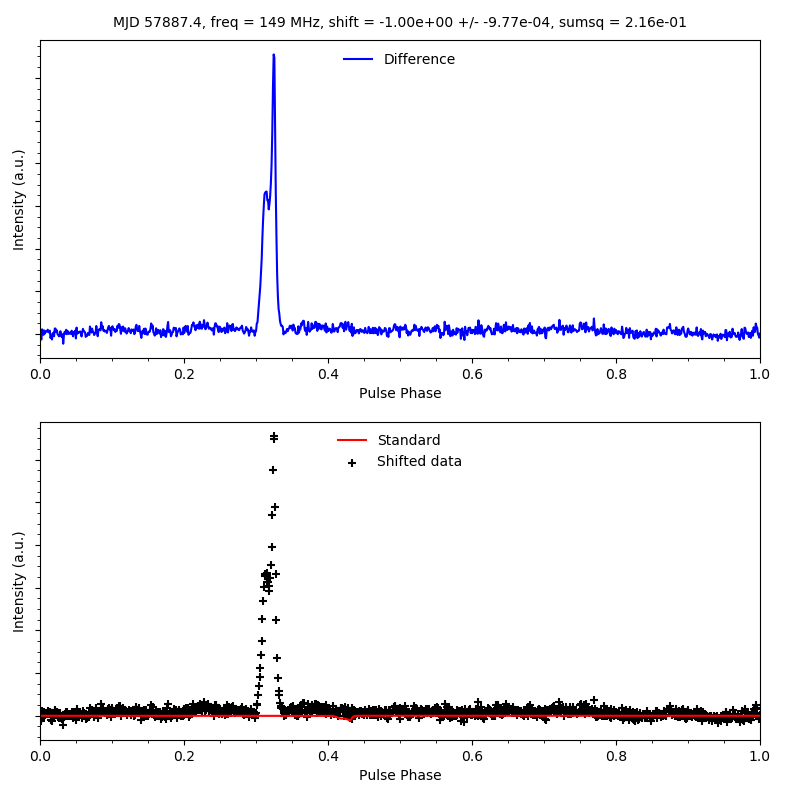 MJD 57887.4, freq = 149 MHz, shift = -1.00e+00 +/- -9.77e-04, sumsq = 2.16e-01
Difference
Intensity (a.u.)
0.0 0.2 0.4 0.6 0.8 1.0
Pulse Phase
Standard
Shifted data
Intensity (a.u.)
0.0 0.2 0.4 0.6 0.8 1.0
Pulse Phase